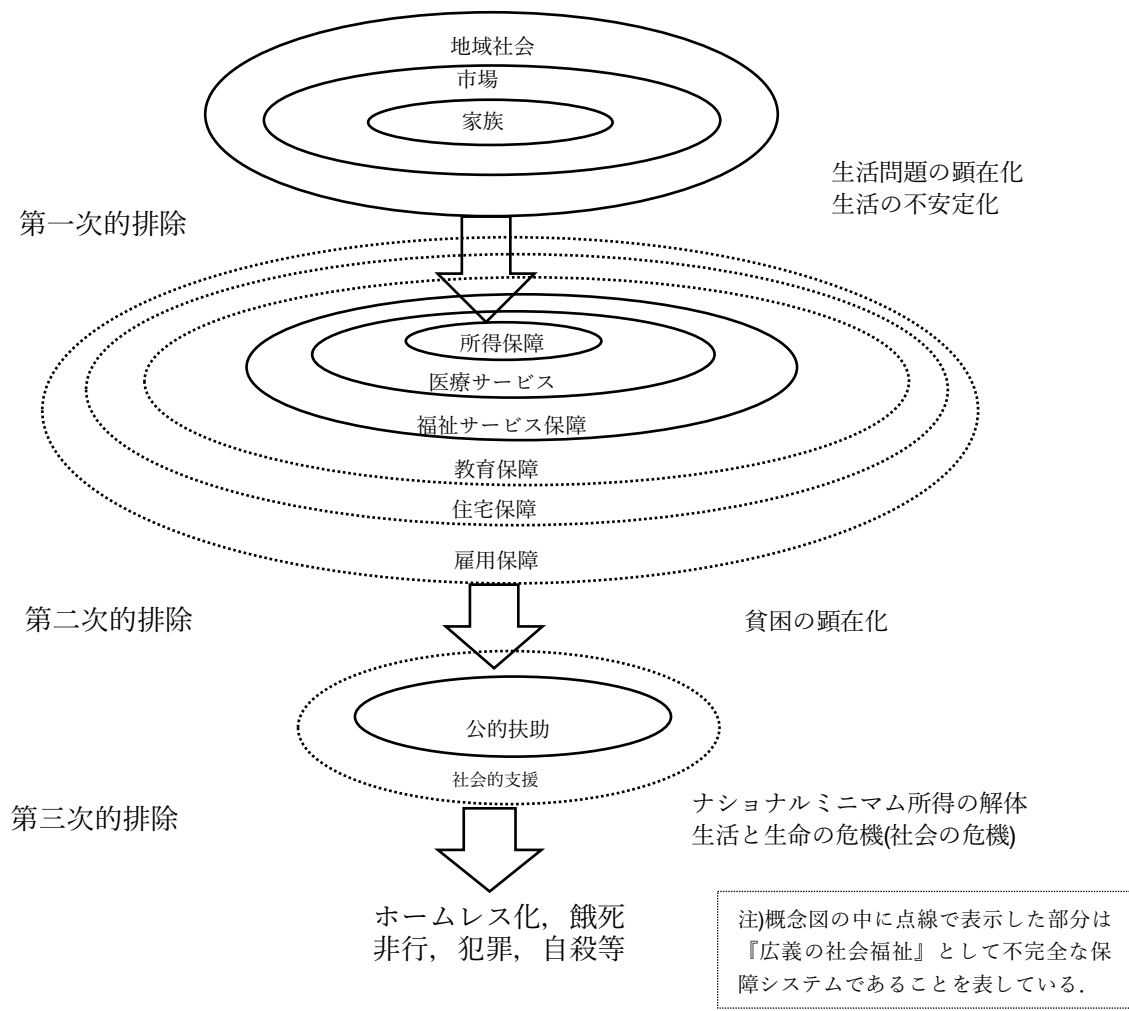 地域社会
市場
家族
生活問題の顕在化
生活の不安定化
第一次的排除
所得保障
医療サービス
福祉サービス保障
教育保障
住宅保障
雇用保障
第二次的排除
貧困の顕在化
公的扶助
社会的支援
第三次的排除
ナショナルミニマム所得の解体
生活と生命の危機(社会の危機)
ホームレス化，餓死
非行，犯罪，自殺等
注)概念図の中に点線で表示した部分は
『広義の社会福祉』として不完全な保
障システムであることを表している．